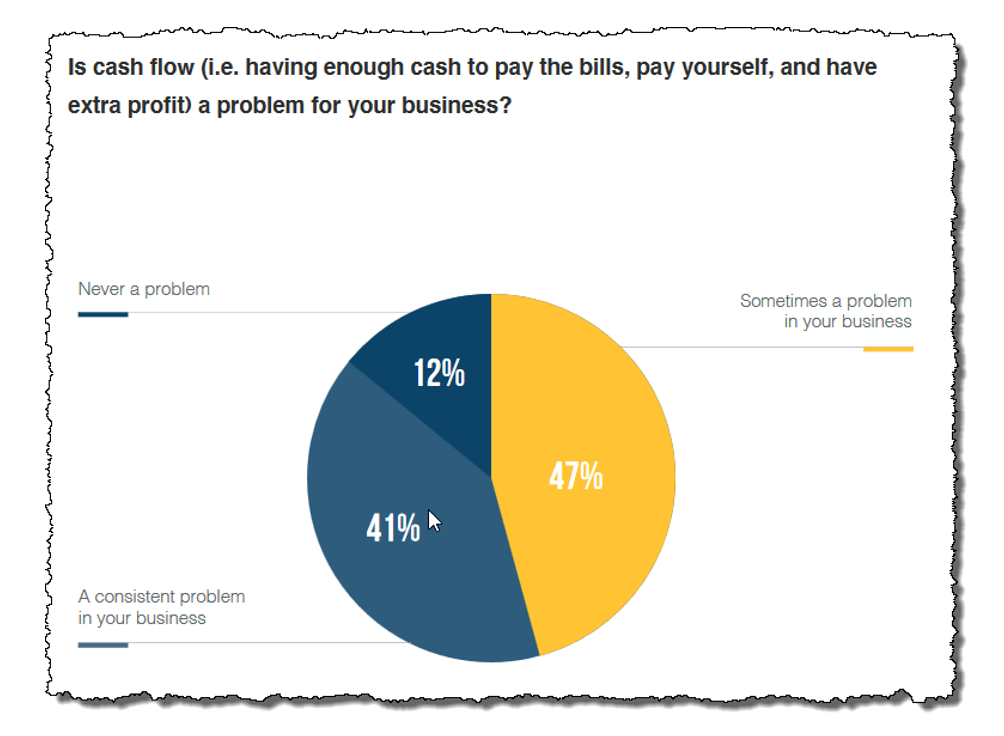 Is cash flow (i.e. having enough cash to pay the bills, pay yourself, and have
extra profit) a problem for your business?
Never a problem
Sometimes a problem
in your business
12%
47%
41%
A consistent problem
in your business